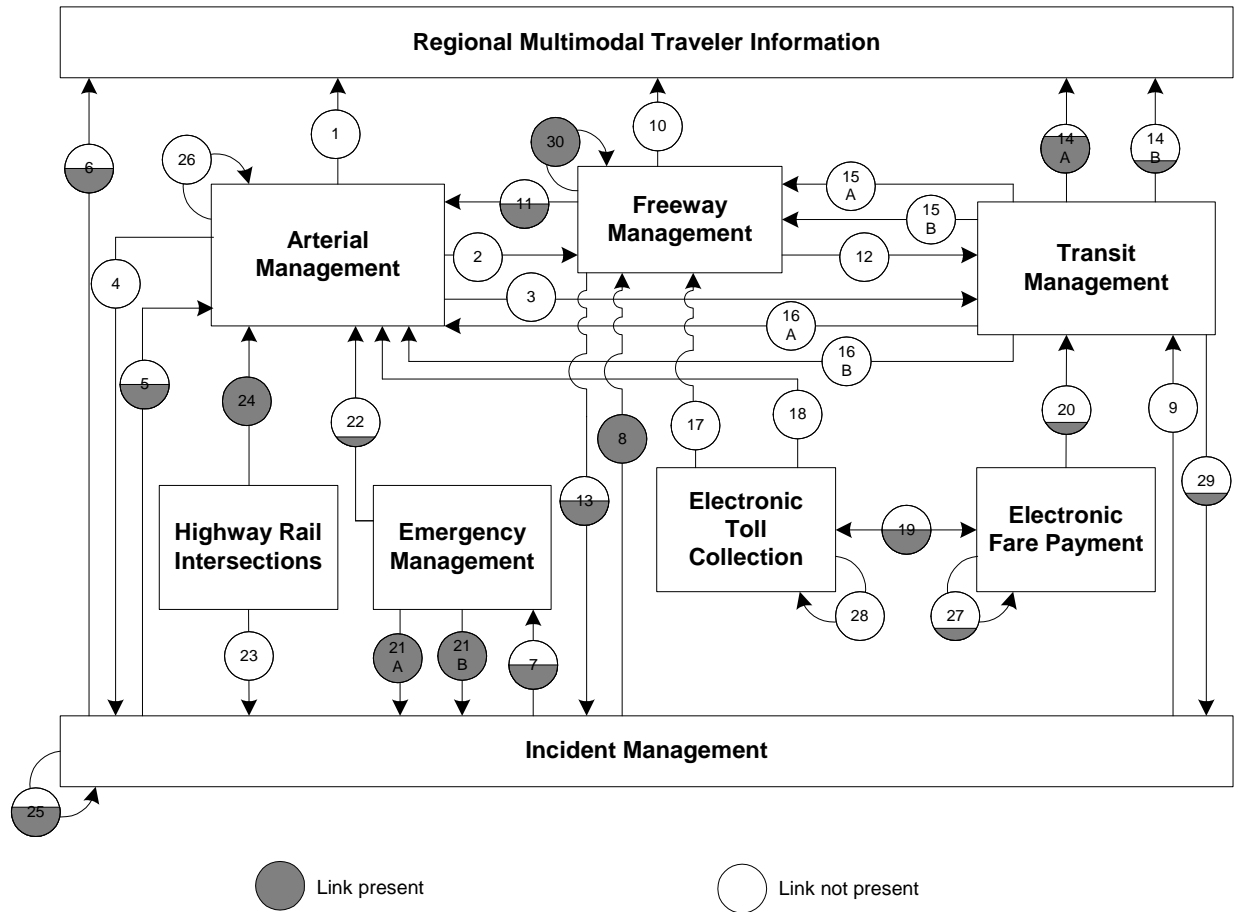 Regional Multimodal Traveler Information
6
26
1
30
10
14
A
14
B
11
15
A
15
B
Arterial
Management
Freeway
Management
Transit
Management
4
2
12
3
16
A
16
B
5
24
22
8
17
18
20
9
13
29
Highway Rail
Intersections
Emergency
Management
Electronic
Toll
Collection
19
Electronic
Fare Payment
23
21
A
21
B
7
28
27
Incident Management
25
Link present
Link not present